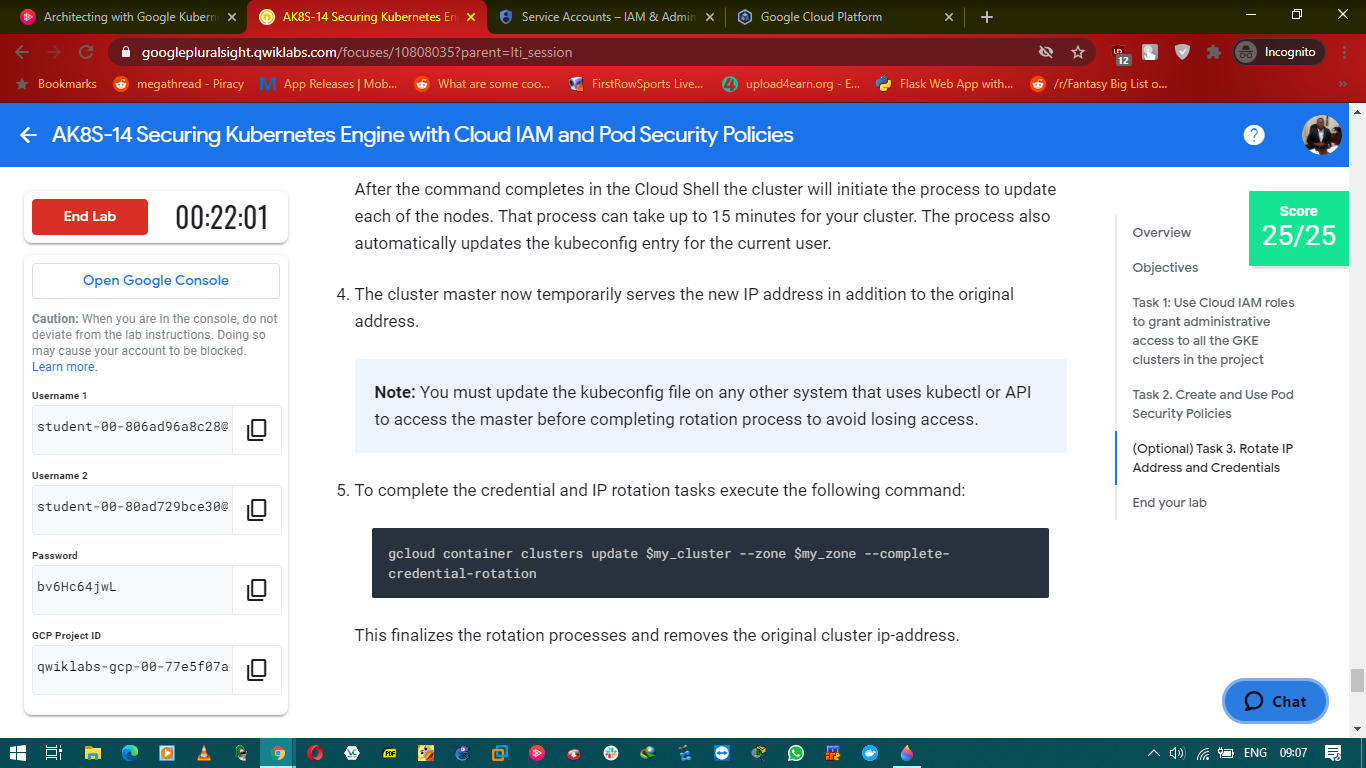 Architecting with Google Kubern
AK8S-14 Securing Kubernetes En
Service Accounts – IAM & Admin
Google Cloud Platform
googlepluralsight.qwiklabs.com/focuses/10808035?parent=lti_session
12
Incognito
Bookmarks
megathread - Piracy
App Releases | Mob...
What are some coo...
FirstRowSports Live...
upload4earn.org - E...
Flask Web App with...
/r/Fantasy Big List o...
AK8S-14 Securing Kubernetes Engine with Cloud IAM and Pod Security Policies
End Lab
00:22:01
Open Google Console
Caution: When you are in the console, do not
deviate from the lab instructions. Doing so
may cause your account to be blocked.
Learn more.
Username 1
student-00-806ad96a8c28@
Username 2
student-00-80ad729bce30@
Password
bv6Hc64jwL
GCP Project ID
qwiklabs-gcp-00-77e5f07a
After the command completes in the Cloud Shell the cluster will initiate the process to update
each of the nodes. That process can take up to 15 minutes for your cluster. The process also
automatically updates the kubeconfig entry for the current user.
4. The cluster master now temporarily serves the new IP address in addition to the original
address.
Note: You must update the kubeconfig file on any other system that uses kubectl or API
to access the master before completing rotation process to avoid losing access.
5. To complete the credential and IP rotation tasks execute the following command:
gcloud container clusters update $my_cluster --zone $my_zone --complete-
credential-rotation
This finalizes the rotation processes and removes the original cluster ip-address.
Score
25/25
Overview
Objectives
Task 1: Use Cloud IAM roles
to grant administrative
access to all the GKE
clusters in the project
Task 2. Create and Use Pod
Security Policies
(Optional) Task 3. Rotate IP
Address and Credentials
End your lab
Chat
ENG
09:07